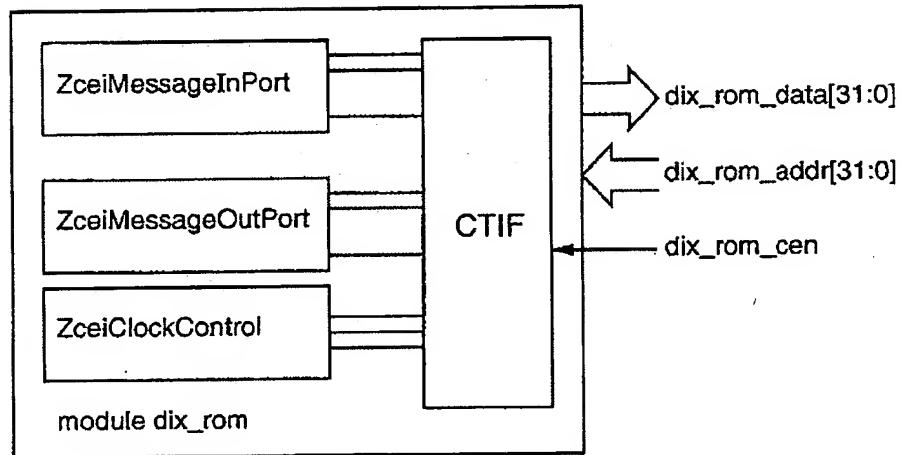 ZceiMessageInPort
ZceiMessageOutPort
ZceiClockControl
module dix_rom
CTIF
dix_rom_data[31:0]
dix_rom_addr[31:0]
dix_rom_cen